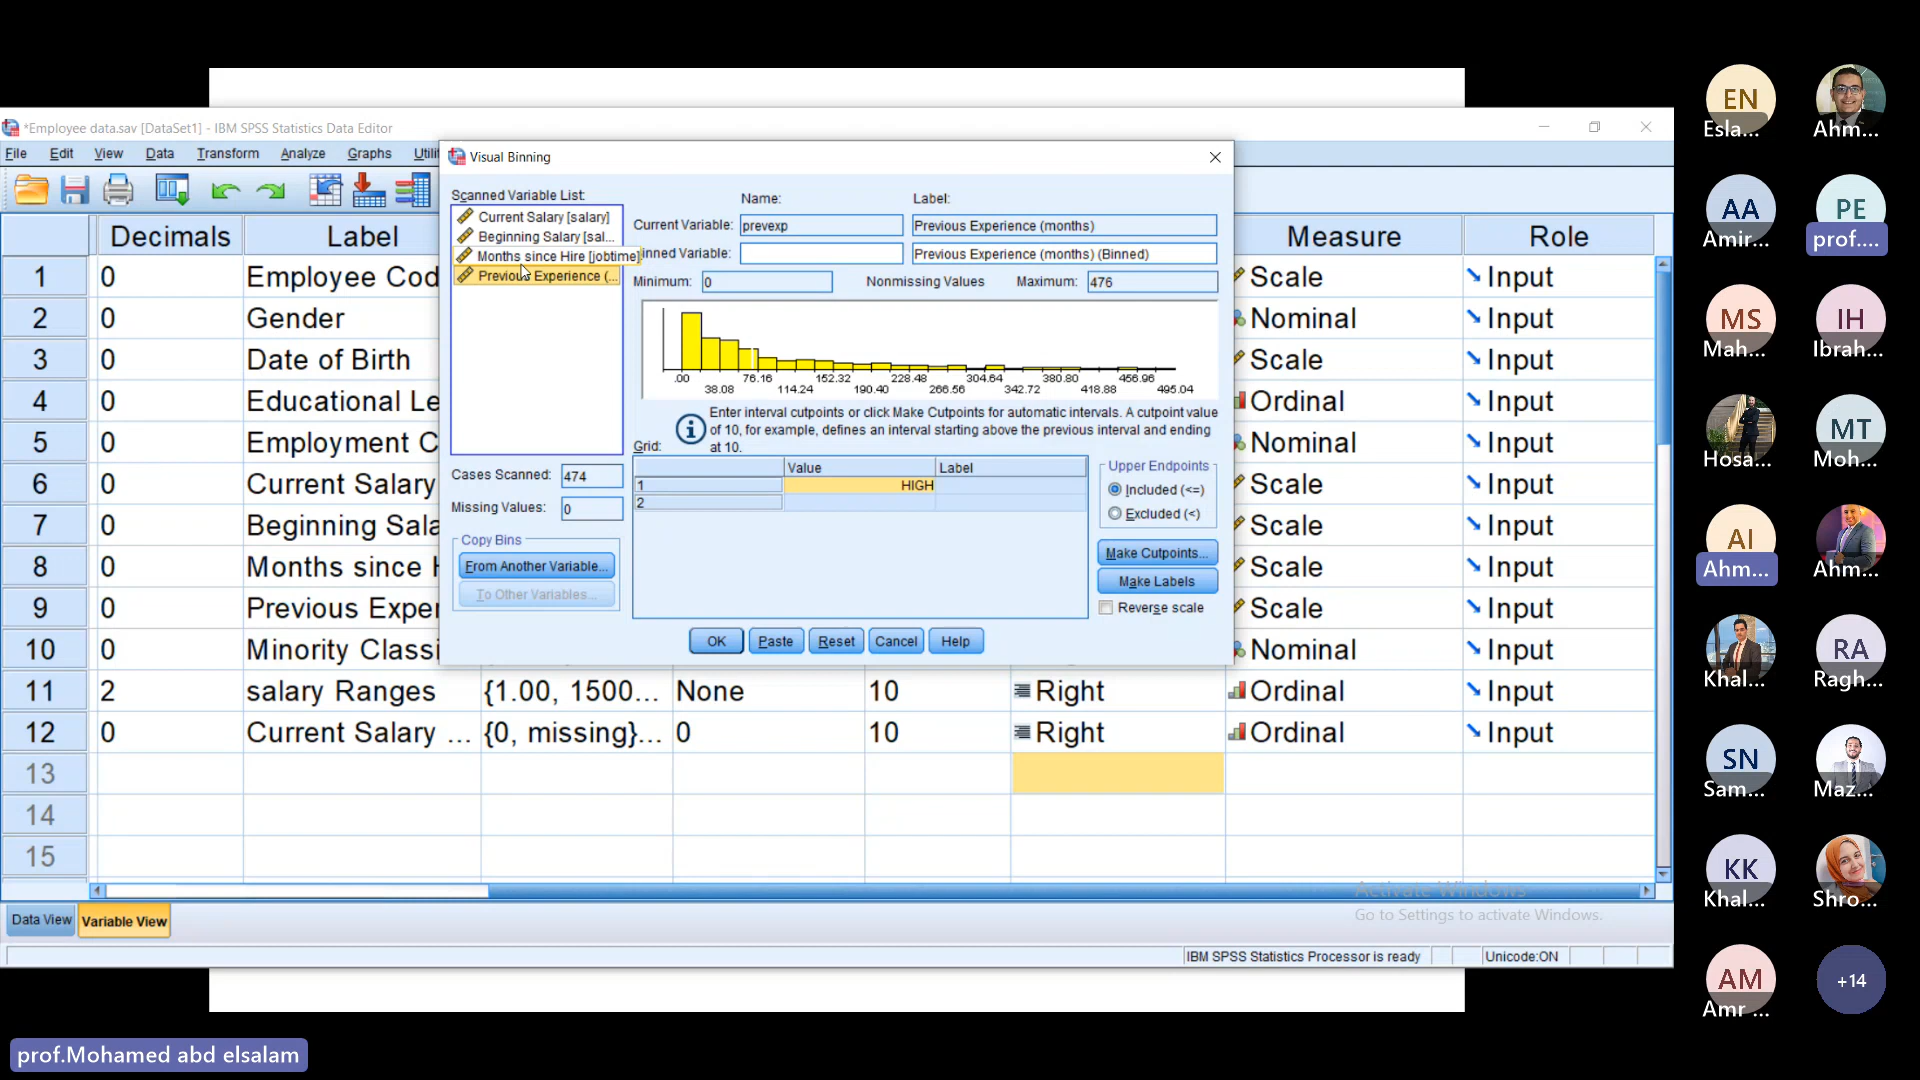 *Employee data.sav [DataSet1] - IBM SPSS Statistics Data Editor
File Edit View Data Transform Analyze Graphs Utili
Visual Binning
Scanned Variable List:
Current Salary [salary]
Beginning Salary [sal...
Months since Hire [jobtime]
Previous Experience (...
Name: Label:
Current Variable: prevexp Previous Experience (months)
inned Variable: Previous Experience (months) (Binned)
Minimum: 0 Nonmissing Values Maximum: 476
.00 76.16 152.32 228.48 304.64 380.80 456.96
38.08 114.24 190.40 266.56 342.72 418.88 495.04
Enter interval cutpoints or click Make Cutpoints for automatic intervals. A cutpoint value
of 10, for example, defines an interval starting above the previous interval and ending
at 10.
Grid:
Value Label
1 HIGH
2
Upper Endpoints
Included (<=)
Excluded (<)
Make Cutpoints...
Make Labels
Reverse scale
Cases Scanned: 474
Missing Values: 0
Copy Bins
From Another Variable...
To Other Variables...
OK Paste Reset Cancel Help
Decimals Label Measure Role
1 0 Employee Cod Scale Input
2 0 Gender Nominal Input
3 0 Date of Birth Scale Input
4 0 Educational Le Ordinal Input
5 0 Employment C Nominal Input
6 0 Current Salary Scale Input
7 0 Beginning Sala Scale Input
8 0 Months since H Scale Input
9 0 Previous Exper Scale Input
10 0 Minority Classi Nominal Input
11 2 salary Ranges {1.00, 1500... None 10 Right Ordinal Input
12 0 Current Salary ... {0, missing}... 0 10 Right Ordinal Input
13
14
15
Activate Windows
Go to Settings to activate Windows.
Data View Variable View
IBM SPSS Statistics Processor is ready Unicode:ON
prof.Mohamed abd elsalam
EN
Esla... Ahm...
AA PE
Amir... prof....
MS IH
Mah... Ibrah...
MT
Hosa... Moh...
AI
Ahm... Ahm...
RA
Khal... Ragh...
SN
Sam... Maz...
KK
Khal... Shro...
AM +14
Amr ...